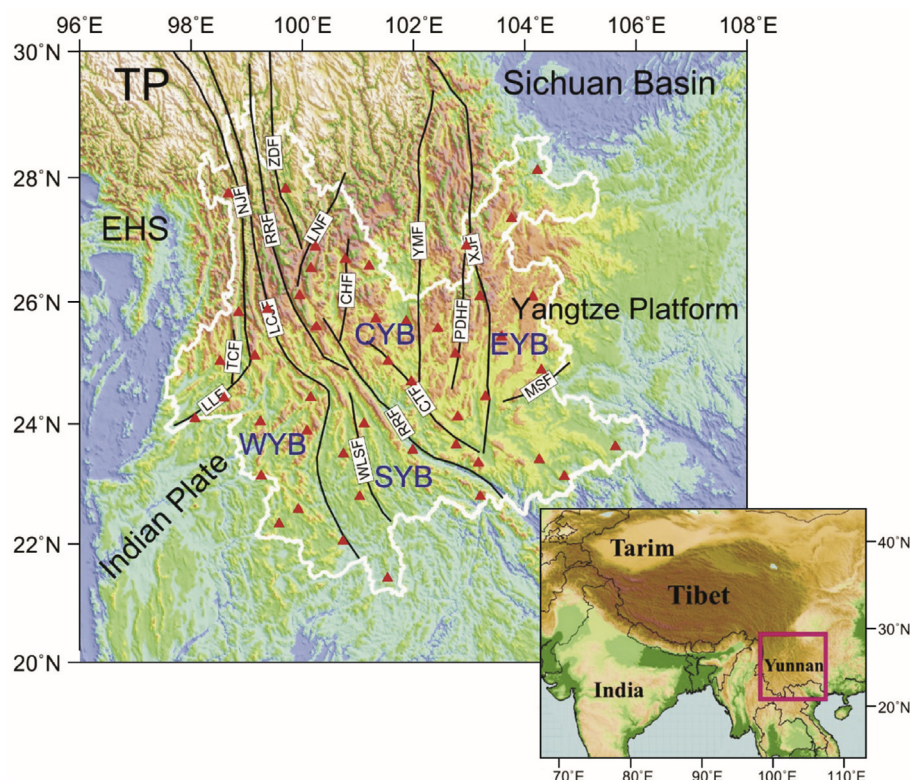 96°E 98°E 100°E 102°E 104°E 106°E 108°E
30°N
TP
Sichuan Basin
ZDF
28°N
NJF
RRF
LNF
EHS
YMF
XJF
CHF
26°N
LCJF
PDHF
Yangtze Platform
CYB
EYB
TCF
MSF
LLF
CTF
24°N
RRF
WYB
WLSF
SYB
Indian Plate
22°N
20°N
Tarim
40°N
Tibet
30°N
Yunnan
India
20°N
70°E 80°E 90°E 100°E 110°E